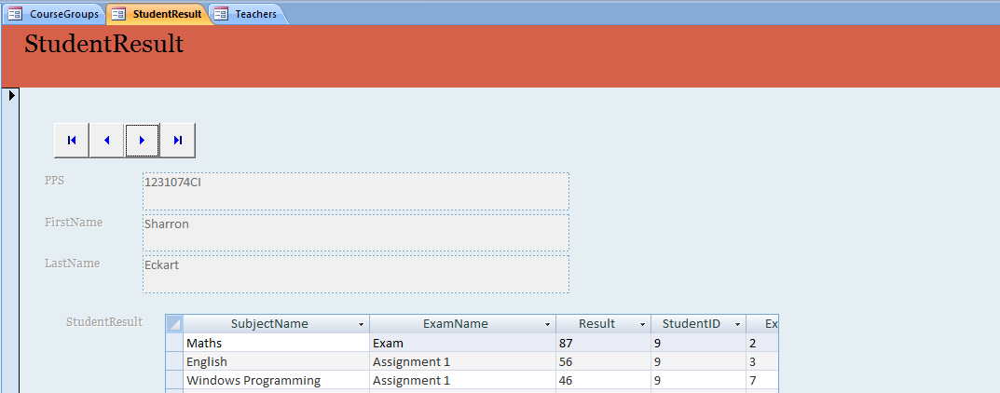 CourseGroups StudentResult Teachers
StudentResult
PPS 1231074CI
FirstName Sharron
LastName Eckart
StudentResult SubjectName ExamName Result StudentID Ex
Maths Exam 87 9 2
English Assignment 1 56 9 3
Windows Programming Assignment 1 46 9 7